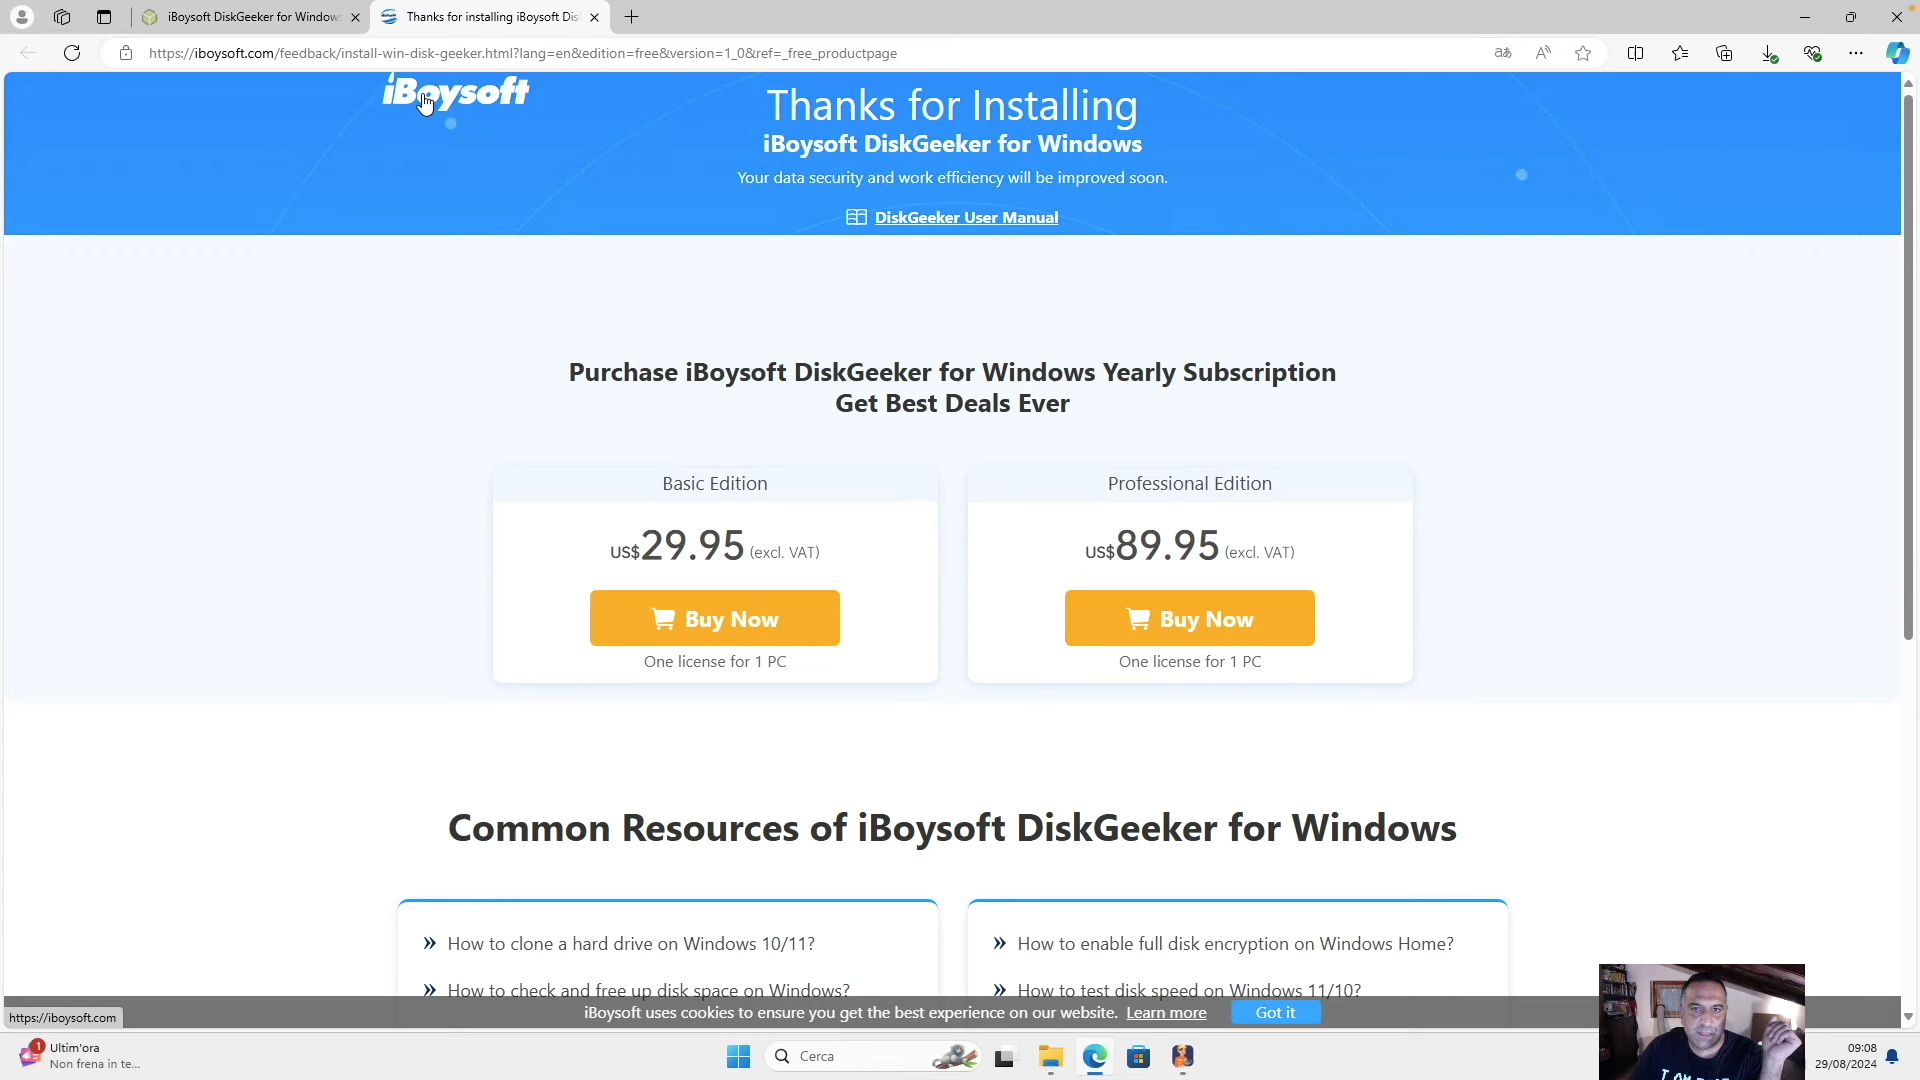 iBoysoft DiskGeeker for Window
Thanks for installing iBoysoft Dis
https://iboysoft.com/feedback/install-win-disk-geeker.html?lang=en&edition=free&version=1_0&ref=_free_productpage
iBoysoft
Thanks for Installing
iBoysoft DiskGeeker for Windows
Your data security and work efficiency will be improved soon.
DiskGeeker User Manual
Purchase iBoysoft DiskGeeker for Windows Yearly Subscription
Get Best Deals Ever
Basic Edition
US$29.95 (excl. VAT)
Buy Now
One license for 1 PC
Professional Edition
US$89.95 (excl. VAT)
Buy Now
One license for 1 PC
Common Resources of iBoysoft DiskGeeker for Windows
» How to clone a hard drive on Windows 10/11?
» How to enable full disk encryption on Windows Home?
» How to check and free up disk space on Windows?
» How to test disk speed on Windows 11/10?
iBoysoft uses cookies to ensure you get the best experience on our website. Learn more Got it
https://iboysoft.com
1
Ultim'ora
Non frena in te...
Cerca
09:08
29/08/2024